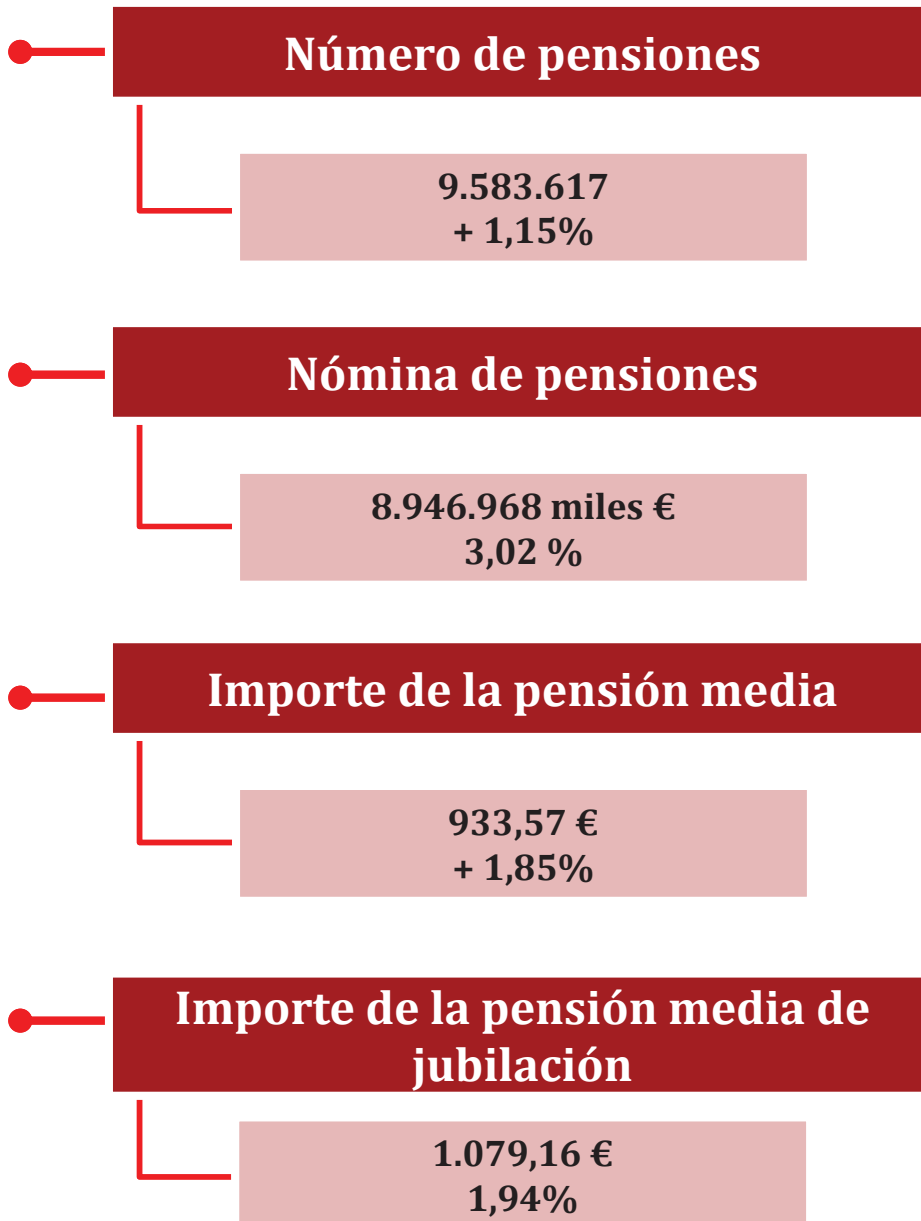 Número de pensiones
9.583.617
+ 1,15%
Nómina de pensiones
8.946.968 miles €
3,02 %
Importe de la pensión media
933,57 €
+ 1,85%
Importe de la pensión media de
jubilación
1.079,16 €
1,94%